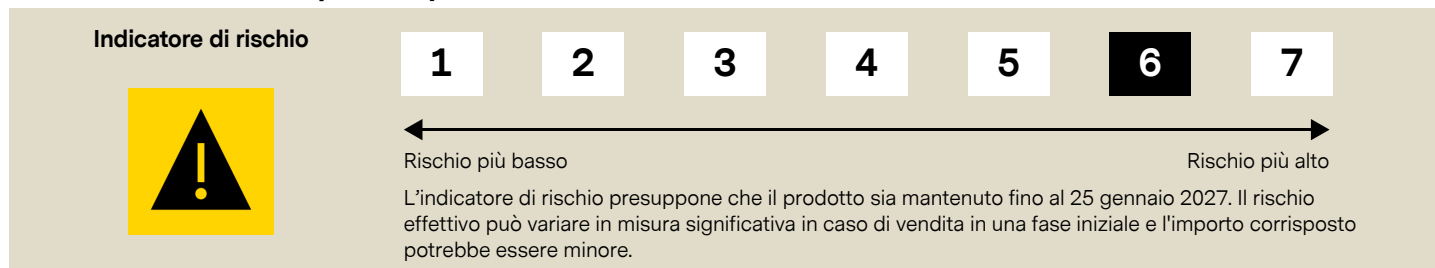 Indicatore di rischio
1 2 3 4 5 6 7
Rischio più basso Rischio più alto
L'indicatore di rischio presuppone che il prodotto sia mantenuto fino al 25 gennaio 2027. Il rischio
effettivo può variare in misura significativa in caso di vendita in una fase iniziale e l'importo corrisposto
potrebbe essere minore.